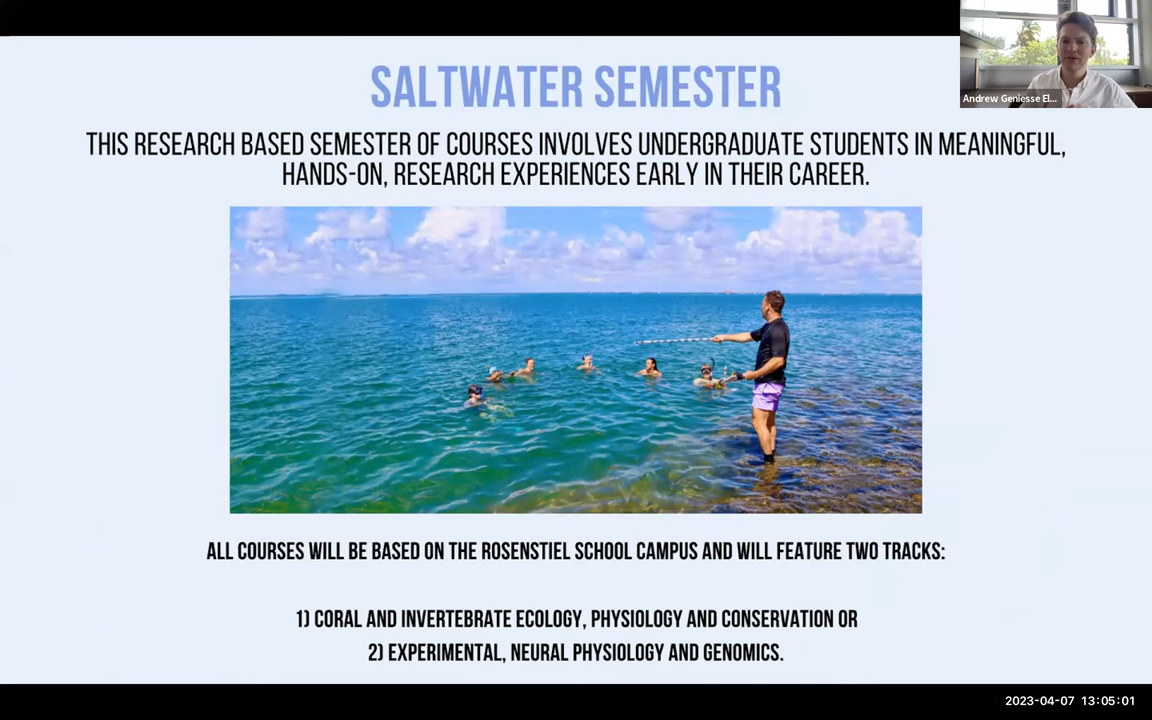 SALTWATER SEMESTER
Andrew Geniesse El...
THIS RESEARCH BASED SEMESTER OF COURSES INVOLVES UNDERGRADUATE STUDENTS IN MEANINGFUL,
HANDS-ON, RESEARCH EXPERIENCES EARLY IN THEIR CAREER.
ALL COURSES WILL BE BASED ON THE ROSENSTIEL SCHOOL CAMPUS AND WILL FEATURE TWO TRACKS:
1) CORAL AND INVERTEBRATE ECOLOGY, PHYSIOLOGY AND CONSERVATION OR
2) EXPERIMENTAL, NEURAL PHYSIOLOGY AND GENOMICS.
2023-04-07 13:05:01